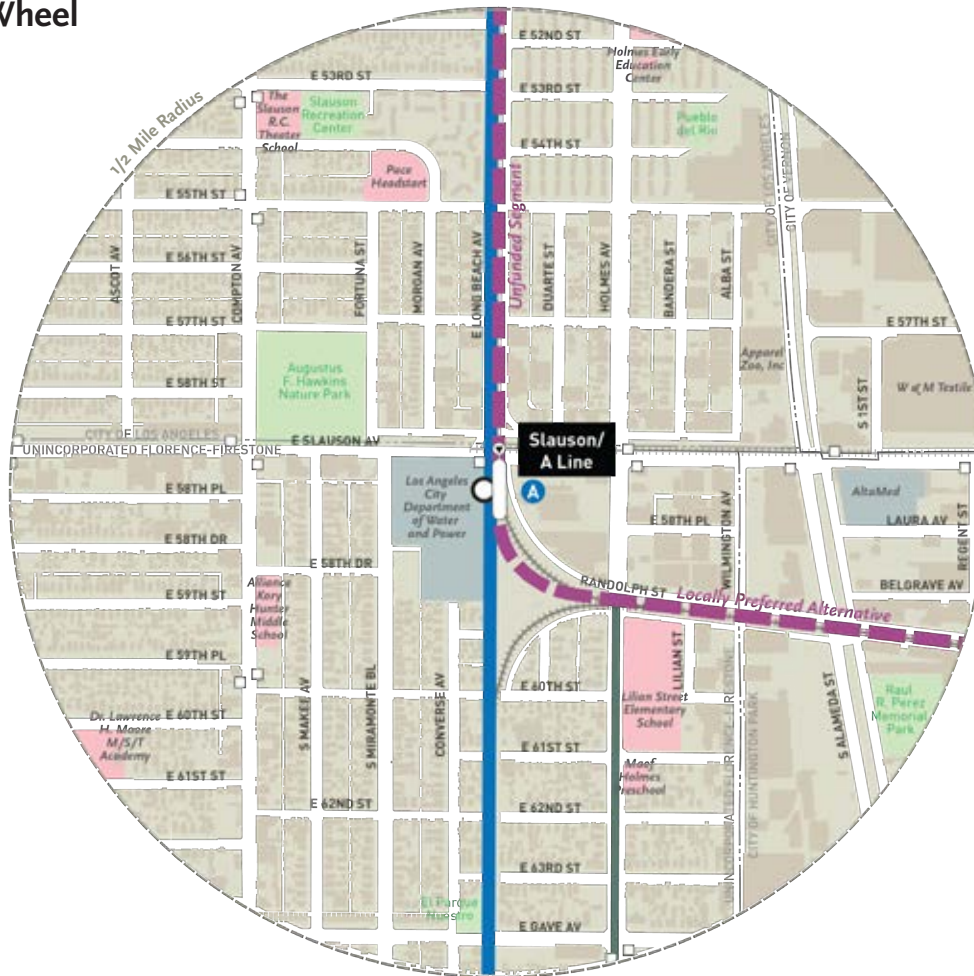 Wheel
1/2 Mile Radius
E 52ND ST
Holmes Early
Education
Center
E 53RD ST
E 53RD ST
The
Slauson
R.C.
Theater
School
Slauson
Recreation
Center
Pueblo
del Rio
E 54TH ST
Pace
Headstart
E 55TH ST
CITY OF LOS ANGELES
CITY OF VERNON
Unfunded Segment
E 56TH ST
ASCOT AV
COMPTON AV
FORTUNA ST
MORGAN AV
E LONG BEACH AV
DUARTE ST
HOLMES AV
BANDERA ST
ALBA ST
E 57TH ST
E 57TH ST
Apparel
Zoo, Inc
E 58TH ST
Augustus
F. Hawkins
Nature Park
S 1ST ST
W & M Textile
CITY OF LOS ANGELES
E SLAUSON AV
UNINCORPORATED FLORENCE-FIRESTONE
Slauson/
A Line
A
E 58TH PL
Los Angeles
City
Department
of Water
and Power
AltaMed
E 58TH PL
WILMINGTON AV
LAURA AV
REGENT ST
E 58TH DR
E 58TH DR
E 59TH ST
RANDOLPH ST
Locally Preferred Alternative
BELGRAVE AV
Alliance
Kory
Hunter
Middle
School
E 59TH PL
LILIAN ST
E 60TH ST
Lilian Street
Elementary
School
Raul
R. Perez
Memorial
Park
S MAKEE AV
S MIRAMONTE BL
CONVERSE AV
S ALAMEDA ST
E 60TH ST
Dr. Lawrence
H. Moore
M/S/T
Academy
E 61ST ST
E 61ST ST
Holmes
Preschool
UNINCORPORATED FLORENCE-FIRESTONE
CITY OF HUNTINGTON PARK
E 62ND ST
E 62ND ST
E 63RD ST
El Parque
Nuestro
E GAVE AV